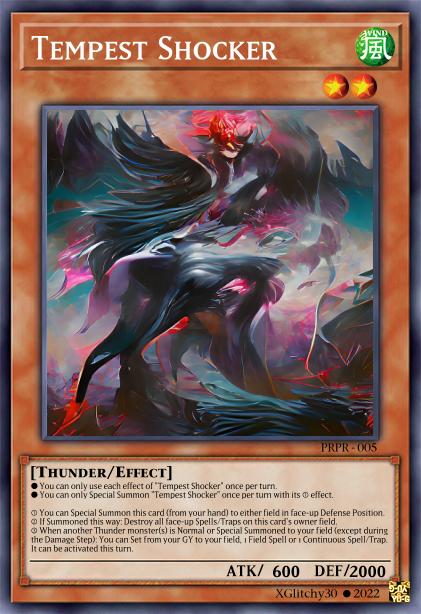 TEMPEST SHOCKER
WIND
風
PRPR - 005
[THUNDER/EFFECT]
● You can only use each effect of "Tempest Shocker" once per turn.
● You can only Special Summon "Tempest Shocker" once per turn with its ① effect.
① You can Special Summon this card (from your hand) to either field in face-up Defense Position.
② If Summoned this way: Destroy all face-up Spells/Traps on this card's owner field.
③ When another Thunder monster(s) is Normal or Special Summoned to your field (except during
the Damage Step): You can Set from your GY to your field, 1 Field Spell or 1 Continuous Spell/Trap.
It can be activated this turn.
ATK/ 600 DEF/2000
XGlitchy30 ● 2022